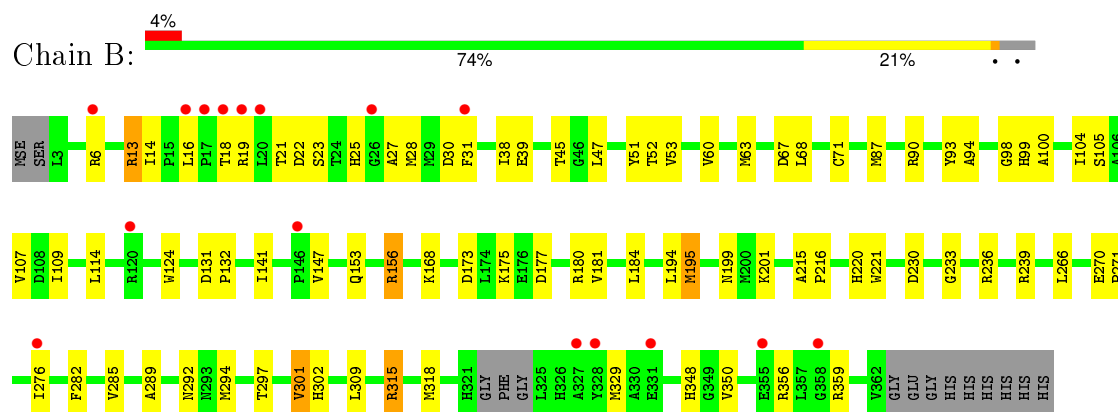 4%
Chain B:
74% 21% • •
MSE SER L3 R6 R13 I14 P15 L16 P17 T18 R19 L20 T21 D22 S23 T24 H25 G26 A27 M28 M29 D30 F31 I38 E39 T45 G46 L47 Y51 T52 V53 V60 M63 D67 L68 C71 M87 R90 Y93 A94 G98 H99 A100 I104 S105 A106
V107 D108 I109 L114 R120 W124 D131 P132 I141 P146 V147 Q153 R156 K168 D173 L174 K175 E176 D177 R180 V181 L184 L194 M195 N199 M200 K201 A215 P216 H220 W221 D230 G233 R236 R239 L266 E270 P271
I276 F282 V285 A289 N292 N293 M294 T297 V301 H302 L309 R315 M318 H321 GLY PHE GLY L325 H326 A327 Y328 M329 A330 E331 H348 G349 V350 E355 R356 L357 G358 R359 V362 GLY GLU GLY HIS HIS HIS HIS HIS HIS